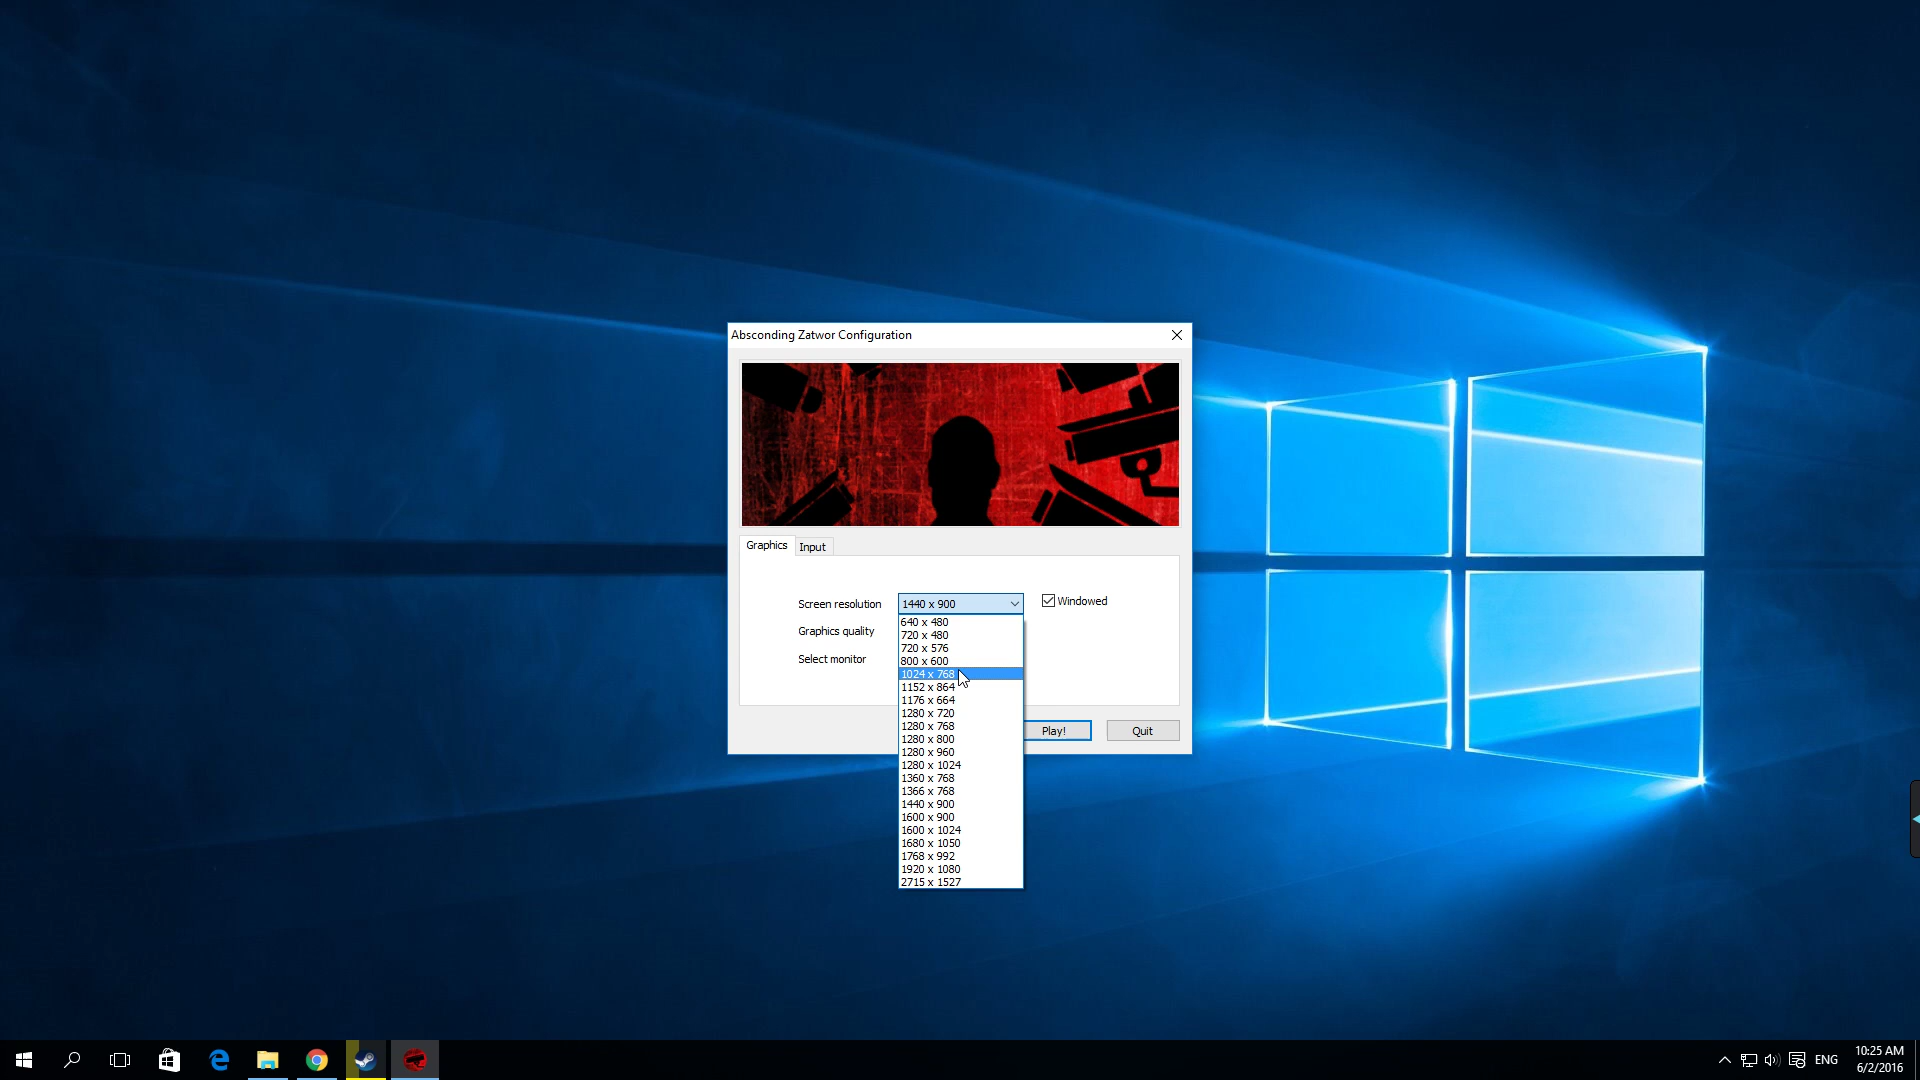 Absconding Zatwor Configuration
Graphics
Input
Screen resolution
1440 x 900
Windowed
Graphics quality
Select monitor
640 x 480
720 x 480
720 x 576
800 x 600
1024 x 768
1152 x 864
1176 x 664
1280 x 720
1280 x 768
1280 x 800
1280 x 960
1280 x 1024
1360 x 768
1366 x 768
1440 x 900
1600 x 900
1600 x 1024
1680 x 1050
1768 x 992
1920 x 1080
2715 x 1527
Play!
Quit
ENG
10:25 AM
6/2/2016